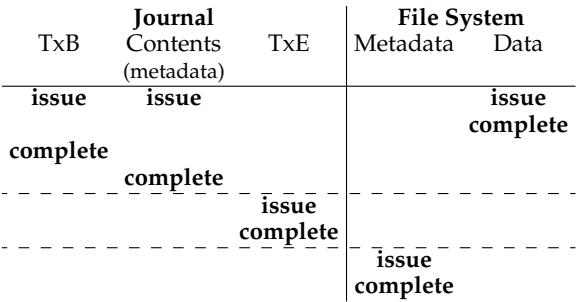 Journal File System
TxB Contents TxE Metadata Data
(metadata)
issue issue issue
complete
complete
complete
issue
complete
issue
complete